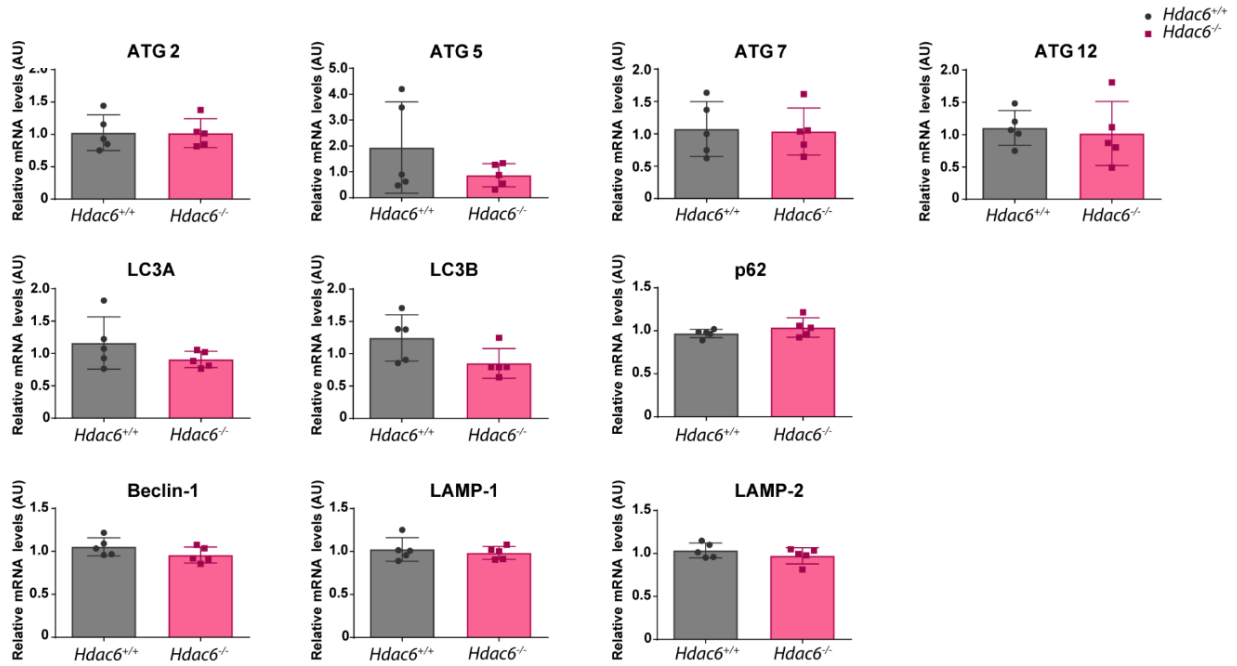 Hdac6+/+
Hdac6-/-
ATG 2
Relative mRNA levels (AU)
2.0
1.5
1.0
0.5
0
Hdac6+/+ Hdac6-/-
ATG 5
Relative mRNA levels (AU)
5.0
4.0
3.0
2.0
1.0
0
Hdac6+/+ Hdac6-/-
ATG 7
Relative mRNA levels (AU)
2.0
1.5
1.0
0.5
0
Hdac6+/+ Hdac6-/-
ATG 12
Relative mRNA levels (AU)
2.0
1.5
1.0
0.5
0
Hdac6+/+ Hdac6-/-
LC3A
Relative mRNA levels (AU)
2.0
1.5
1.0
0.5
0
Hdac6+/+ Hdac6-/-
LC3B
Relative mRNA levels (AU)
2.0
1.5
1.0
0.5
0
Hdac6+/+ Hdac6-/-
p62
Relative mRNA levels (AU)
1.5
1.0
0.5
0
Hdac6+/+ Hdac6-/-
Beclin-1
Relative mRNA levels (AU)
1.5
1.0
0.5
0
Hdac6+/+ Hdac6-/-
LAMP-1
Relative mRNA levels (AU)
1.5
1.0
0.5
0
Hdac6+/+ Hdac6-/-
LAMP-2
Relative mRNA levels (AU)
1.5
1.0
0.5
0
Hdac6+/+ Hdac6-/-